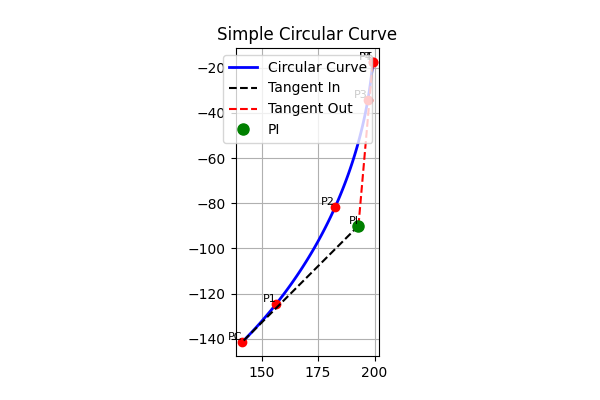 Simple Circular Curve
Circular Curve
Tangent In
Tangent Out
PI
P3
P2
PI
P1
PC
−20
−40
−60
−80
−100
−120
−140
150
175
200